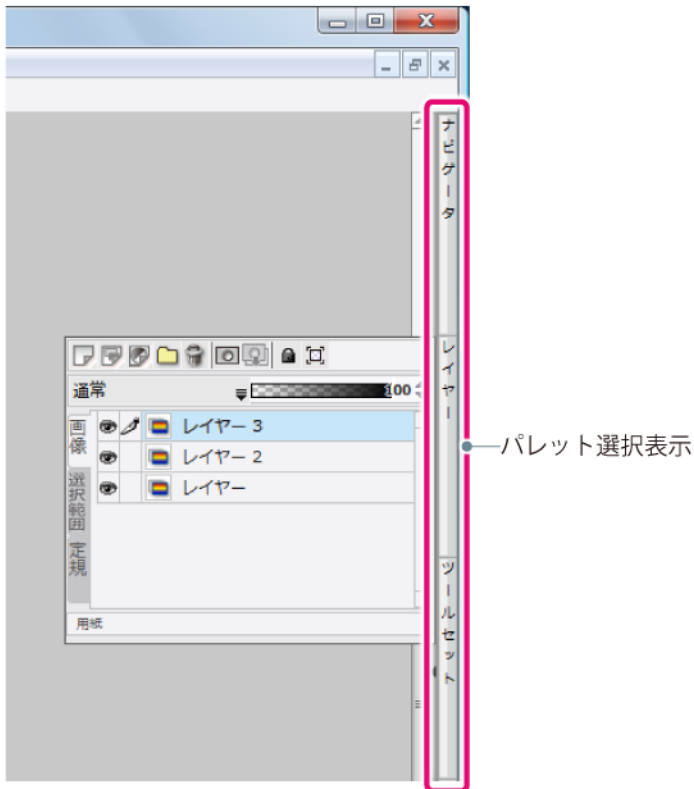 ナビゲータ
通常
100
レイヤー
画像
レイヤー 3
パレット選択表示
レイヤー 2
選択範囲
レイヤー
定規
ツールセット
用紙